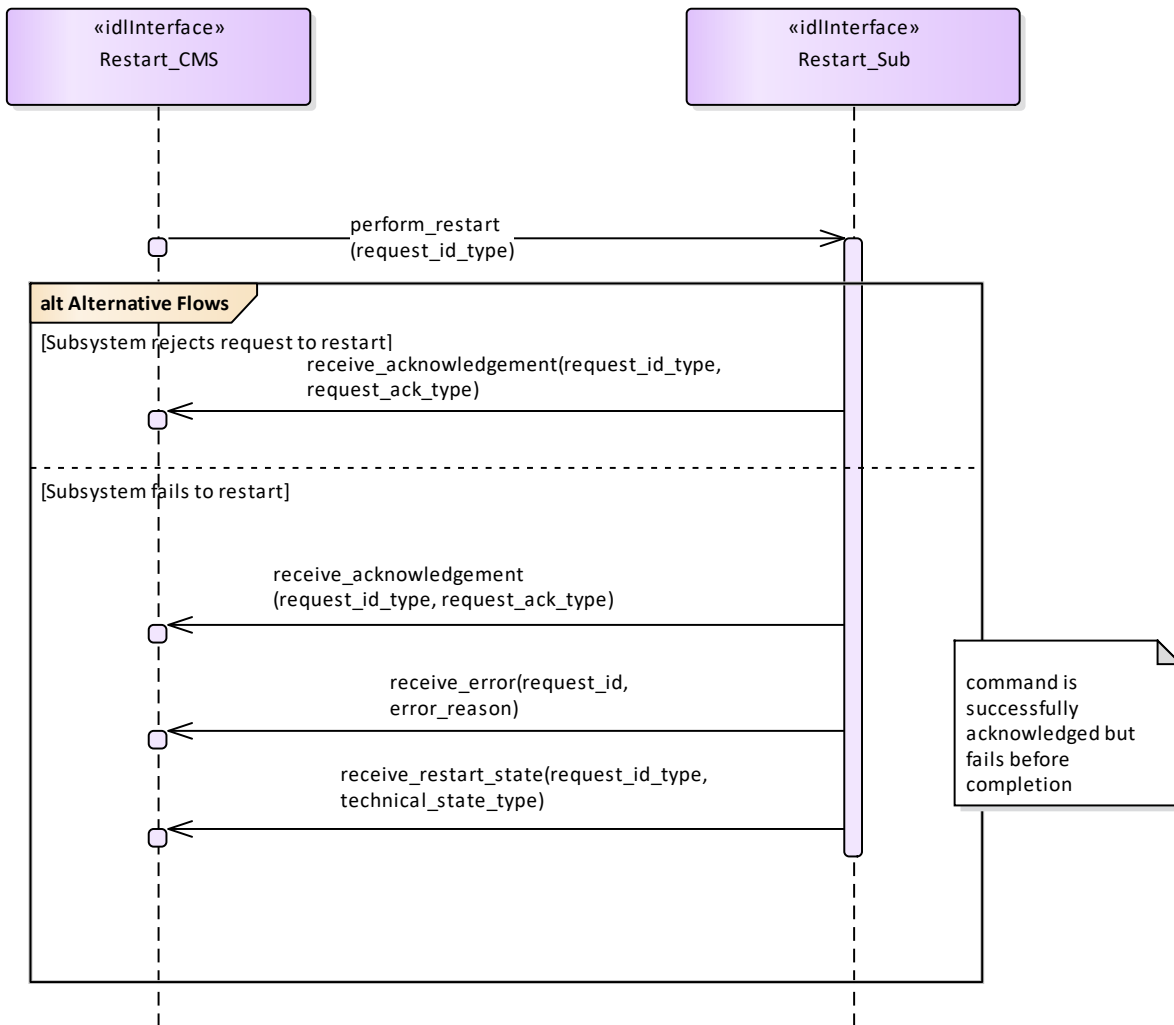 «idlInterface»
Restart_CMS
«idlInterface»
Restart_Sub
perform_restart
(request_id_type)
alt Alternative Flows
[Subsystem rejects request to restart]
receive_acknowledgement(request_id_type,
request_ack_type)
[Subsystem fails to restart]
receive_acknowledgement
(request_id_type, request_ack_type)
receive_error(request_id,
error_reason)
command is
successfully
acknowledged but
fails before
completion
receive_restart_state(request_id_type,
technical_state_type)